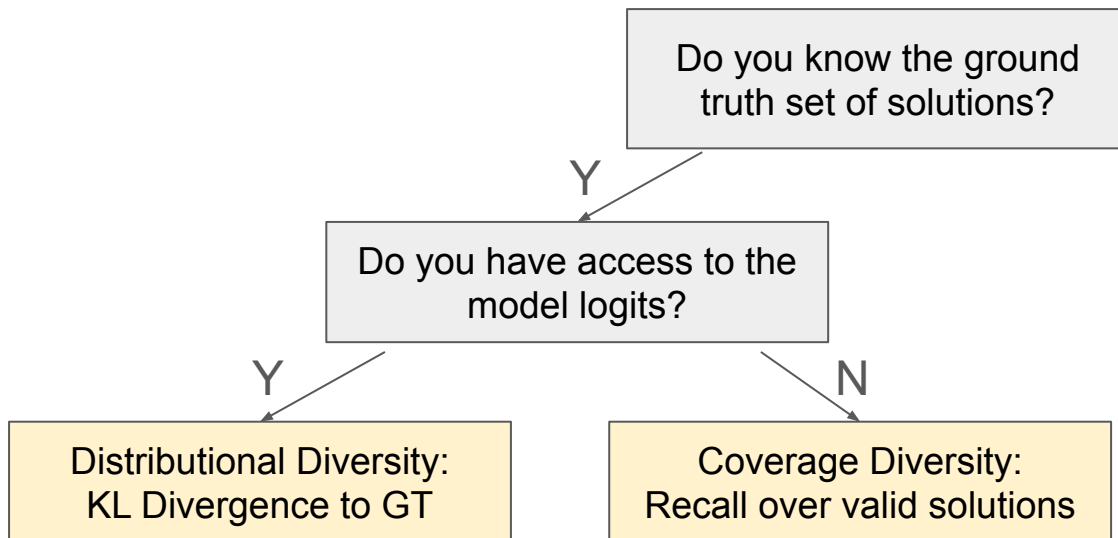 Do you know the ground
truth set of solutions?
Y
Do you have access to the
model logits?
Y
N
Distributional Diversity:
KL Divergence to GT
Coverage Diversity:
Recall over valid solutions